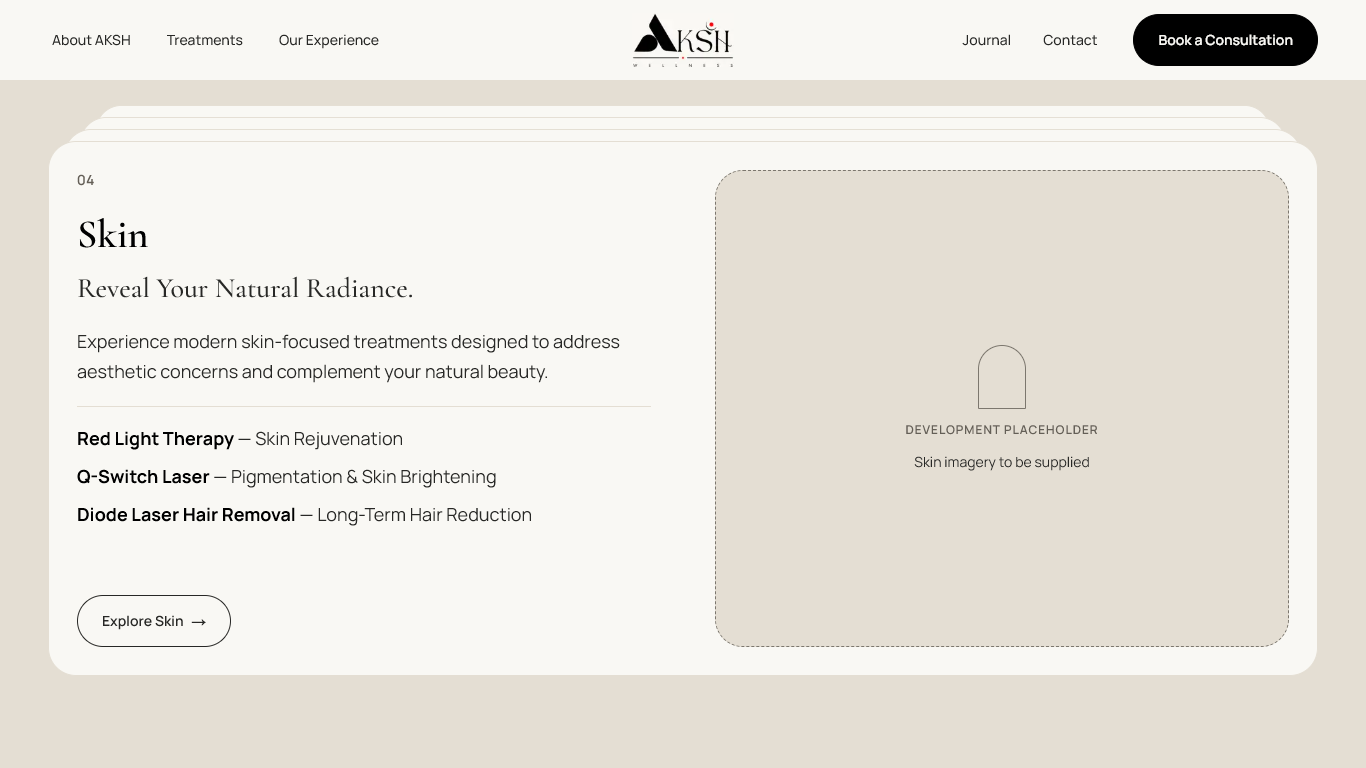 About AKSH
Treatments
Our Experience
AKSH
WELLNESS
Journal
Contact
Book a Consultation
04
Skin
Reveal Your Natural Radiance.
Experience modern skin-focused treatments designed to address
aesthetic concerns and complement your natural beauty.
Red Light Therapy — Skin Rejuvenation
Q-Switch Laser — Pigmentation & Skin Brightening
Diode Laser Hair Removal — Long-Term Hair Reduction
Explore Skin →
DEVELOPMENT PLACEHOLDER
Skin imagery to be supplied